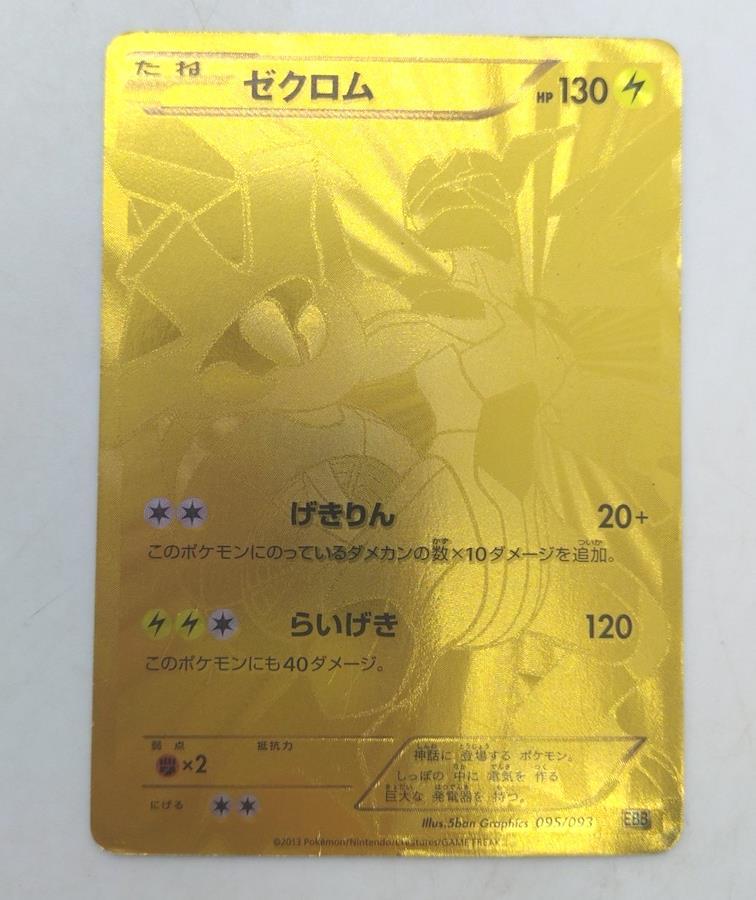 たね ゼクロム HP 130
げきりん 20+
このポケモンにのっているダメカンの数×10ダメージを追加。
らいげき 120
このポケモンにも40ダメージ。
弱点 抵抗力
×2
にげる
神話に 登場する ポケモン。
しっぽの 中に 電気を 作る
巨大な 発電器を 持つ。
Illus.5ban Graphics 095/093 EBB
©2013 Pokémon/Nintendo/Creatures/GAME FREAK.